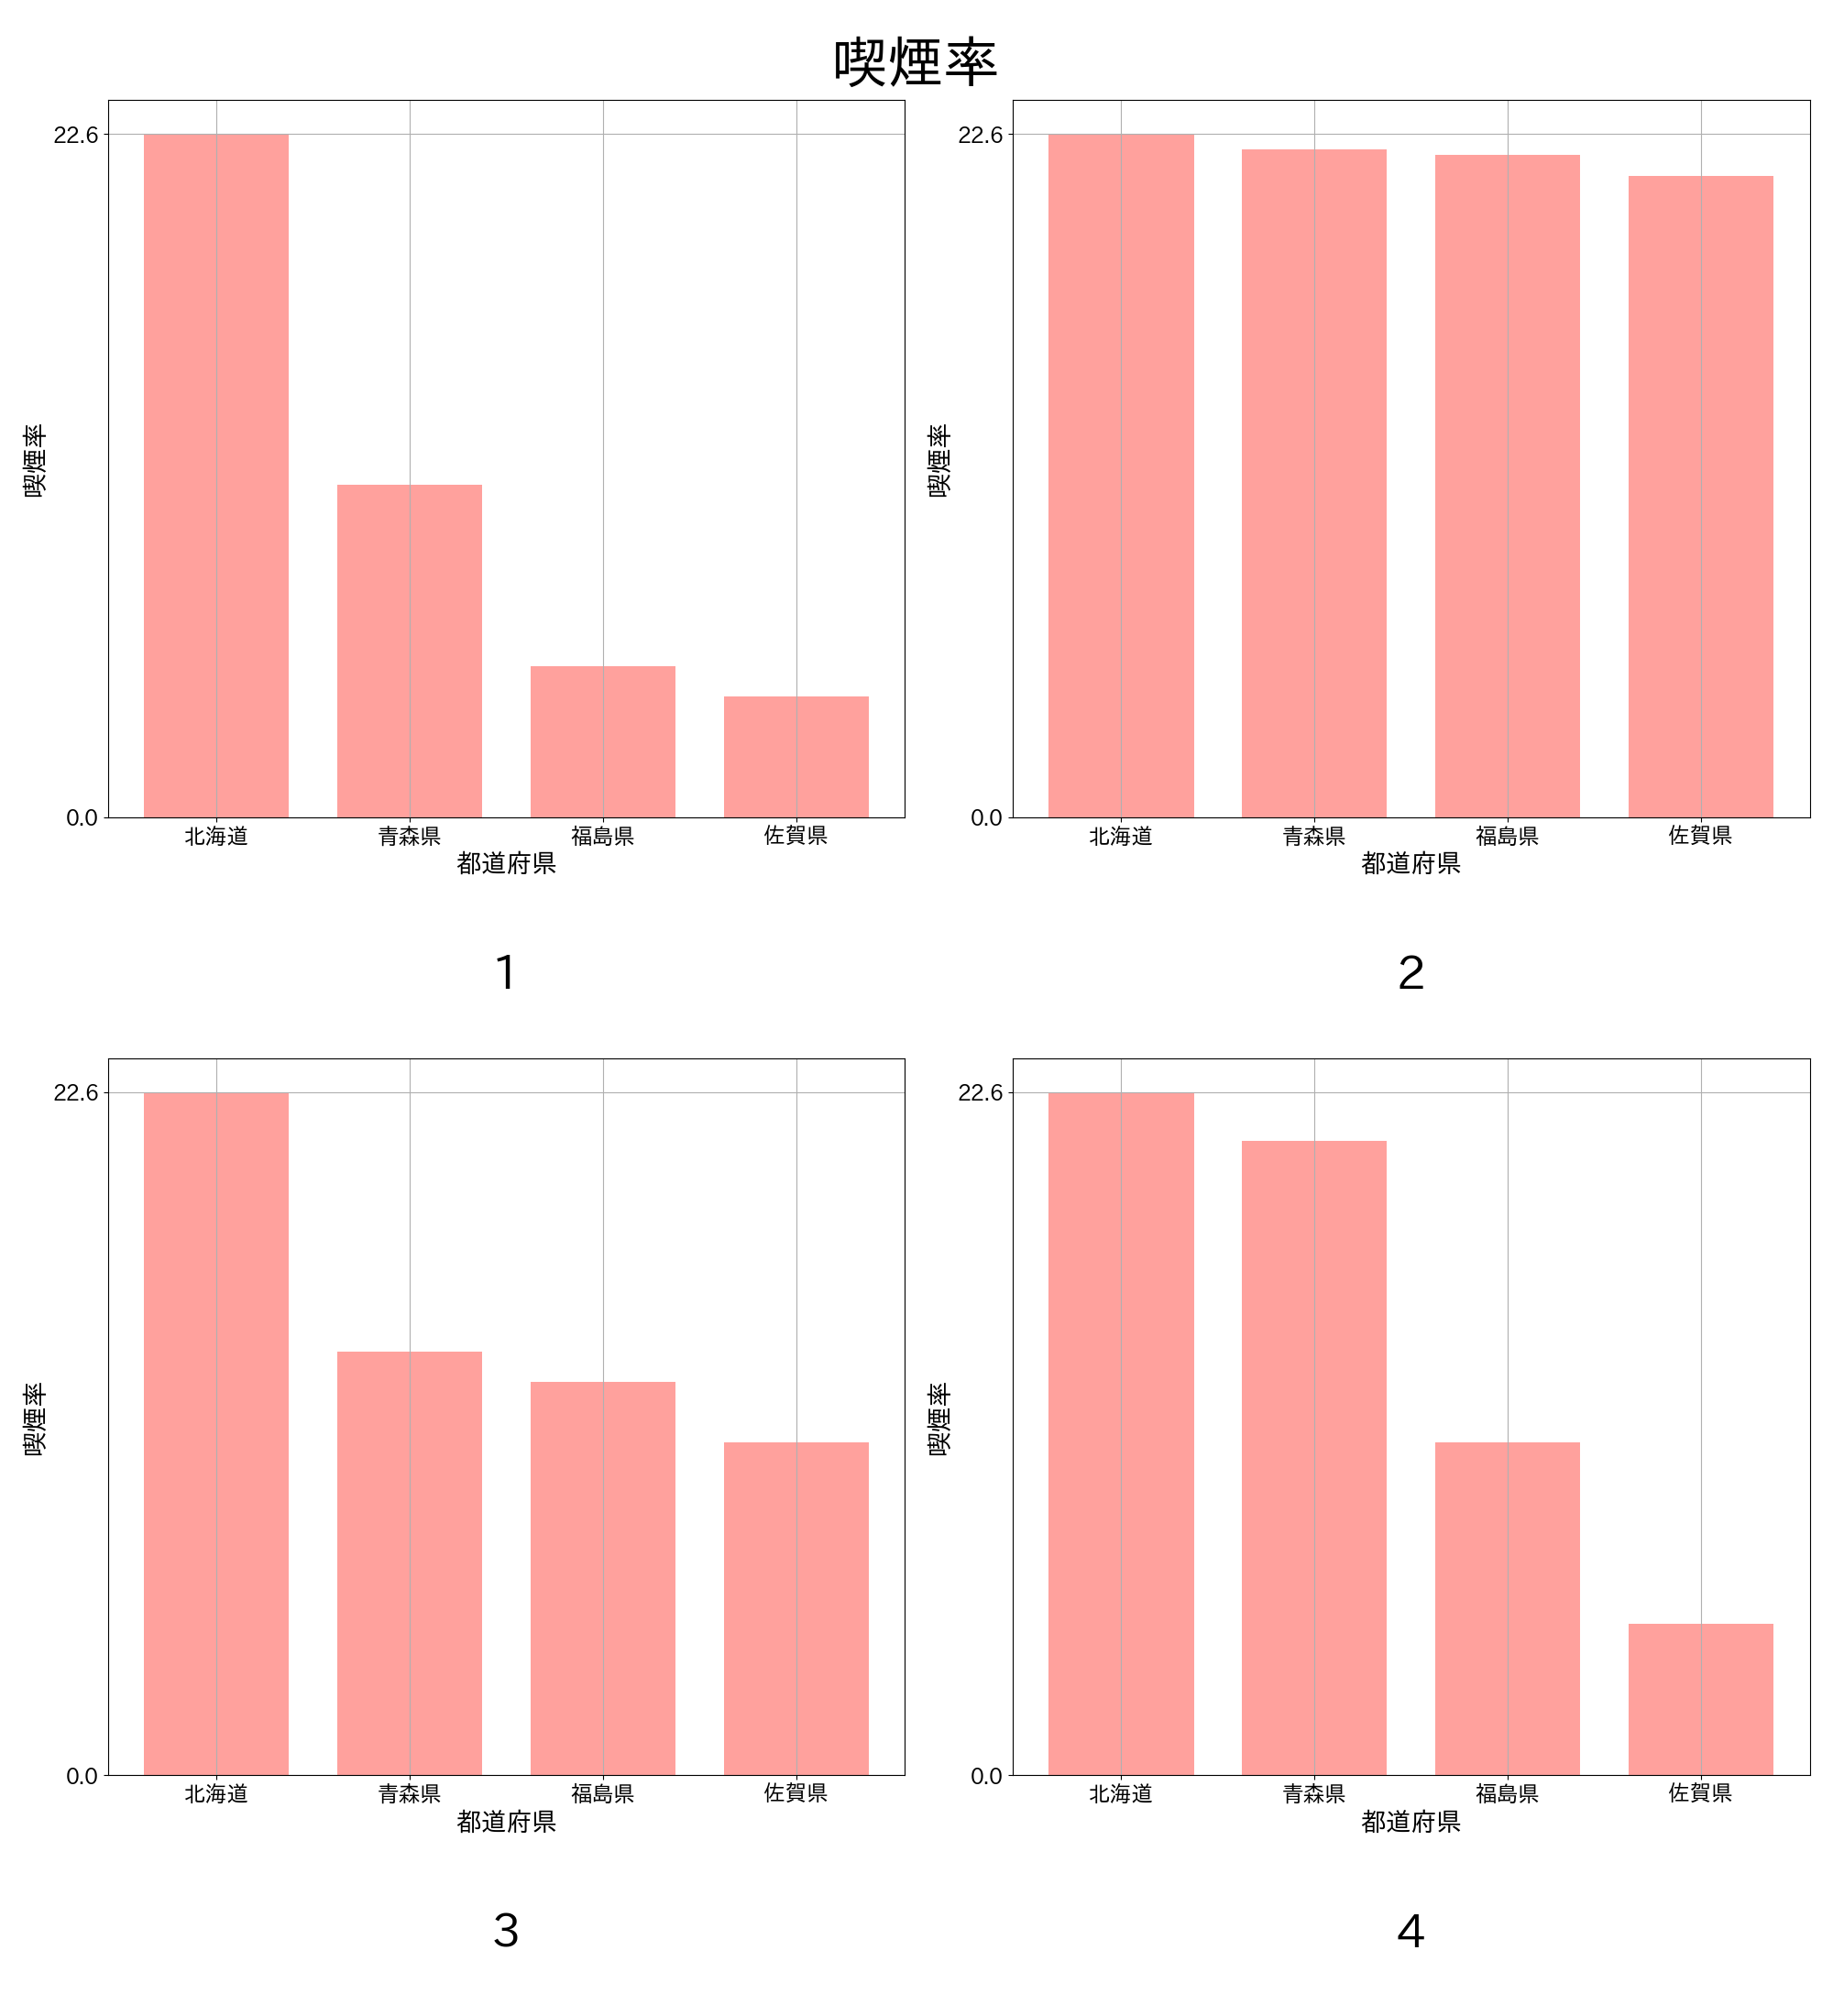 喫煙率
22.6
喫煙率
0.0
北海道 青森県 福島県 佐賀県
都道府県
1
22.6
喫煙率
0.0
北海道 青森県 福島県 佐賀県
都道府県
2
22.6
喫煙率
0.0
北海道 青森県 福島県 佐賀県
都道府県
3
22.6
喫煙率
0.0
北海道 青森県 福島県 佐賀県
都道府県
4